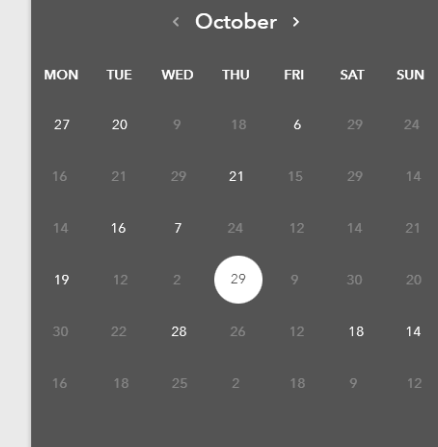 ‹ October ›
MON TUE WED THU FRI SAT SUN
27 20 9 18 6 29 24
16 21 29 21 15 29 14
14 16 7 24 12 14 21
19 12 2 29 9 30 20
30 22 28 26 12 18 14
16 18 25 2 18 9 12